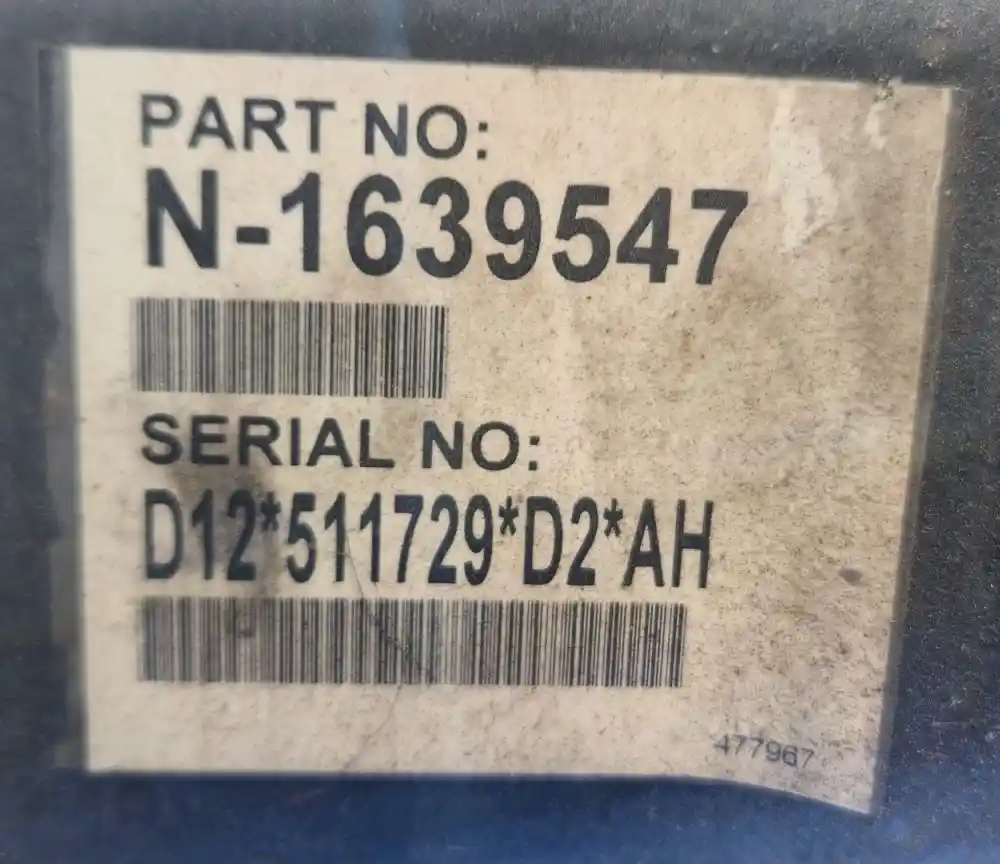 PART NO:
N-1639547
SERIAL NO:
D12*511729*D2*AH
477967